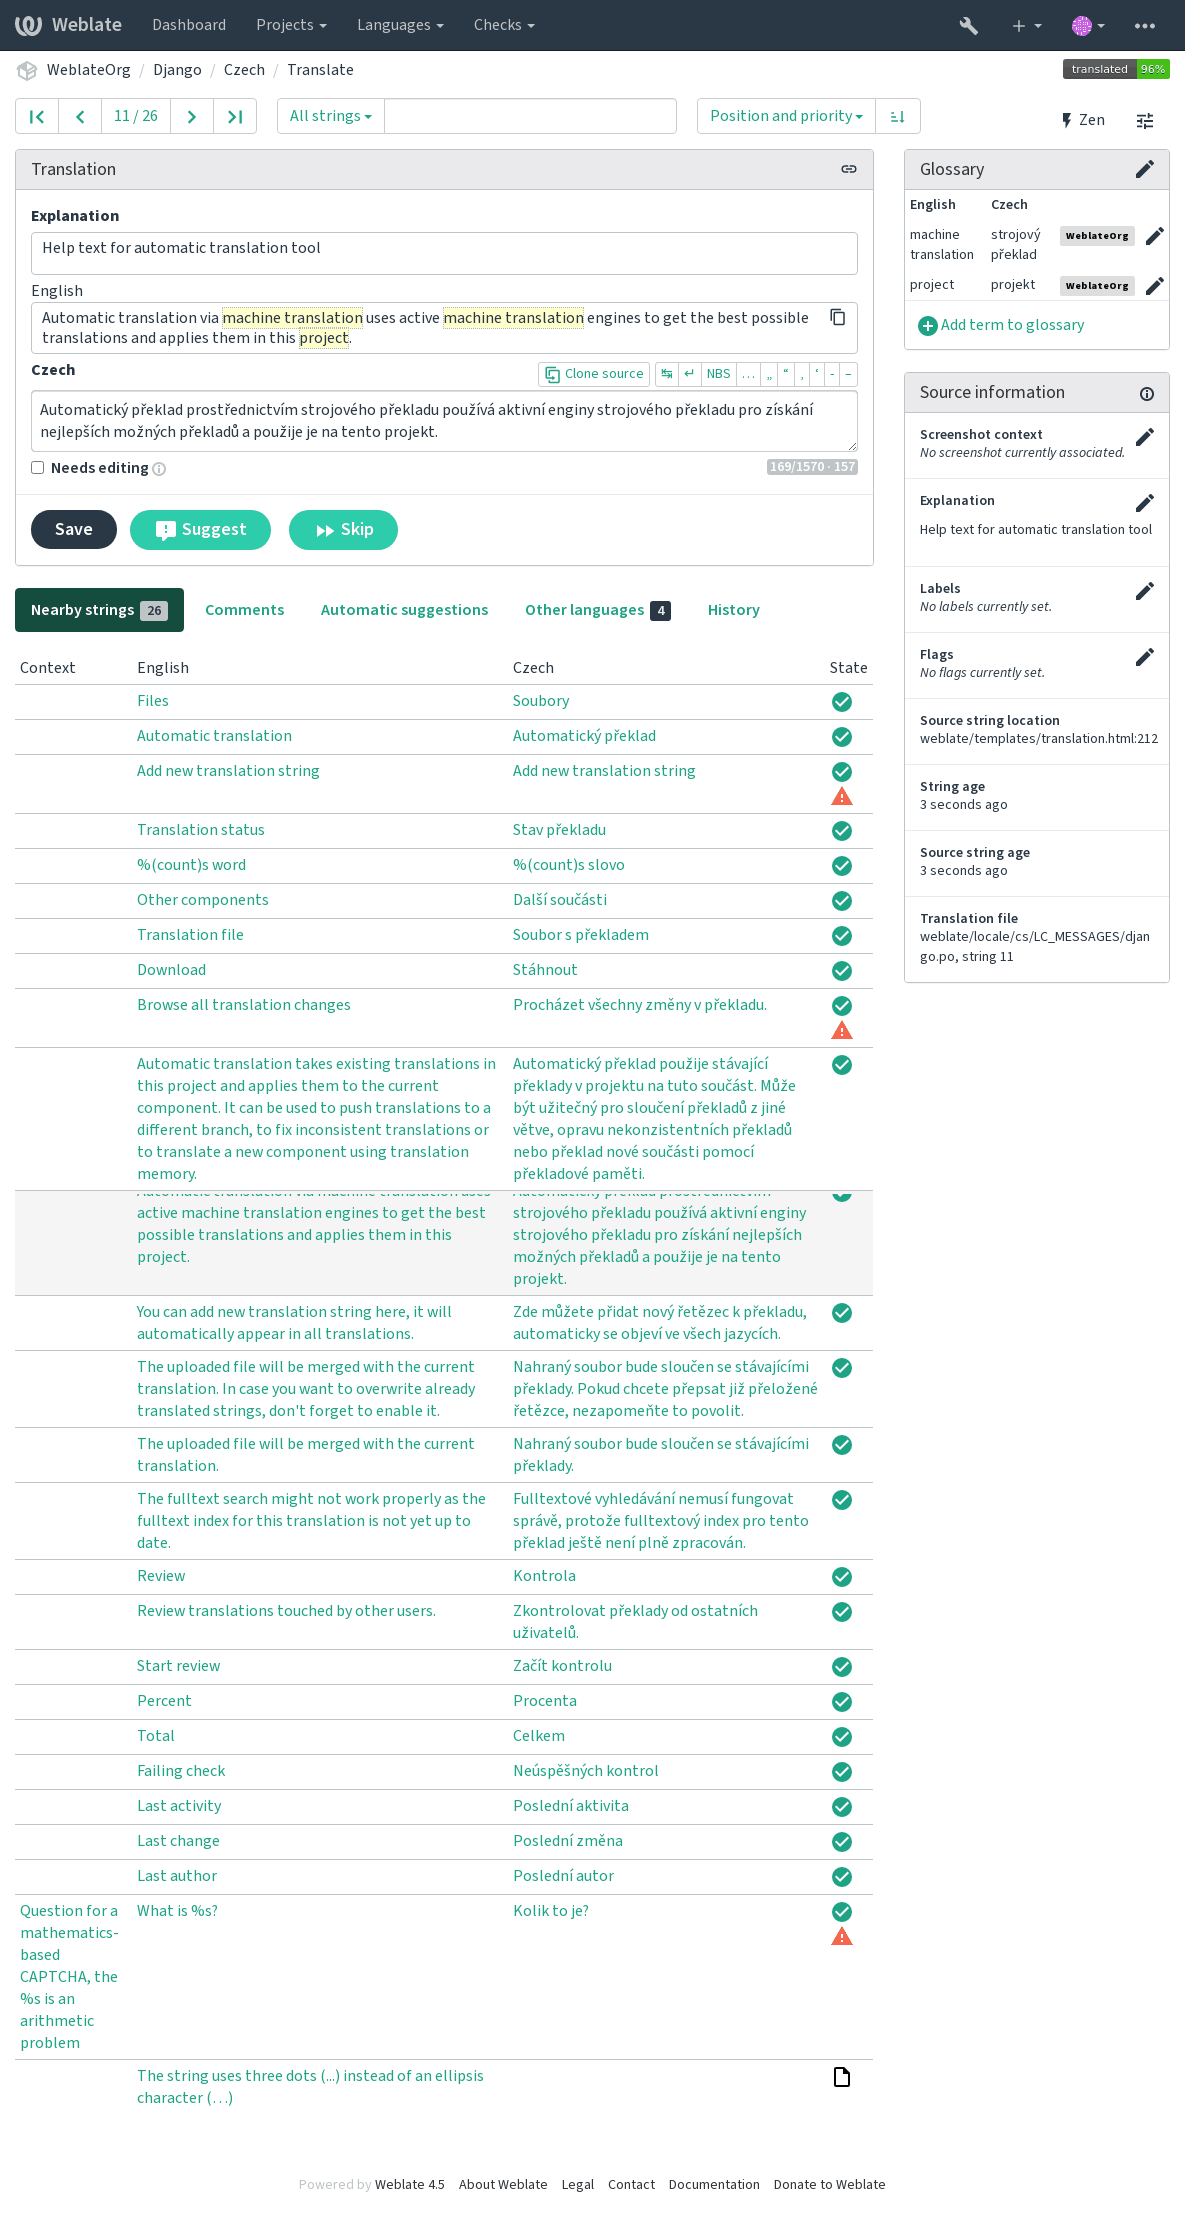 Weblate Dashboard Projects Languages Checks
WeblateOrg / Django / Czech / Translate
translated 96%
11 / 26
All strings
Position and priority
Zen
Translation
Explanation
Help text for automatic translation tool
English
Automatic translation via machine translation uses active machine translation engines to get the best possible
translations and applies them in this project.
Czech
Clone source
↹ ↵ NBS … „ “ ‚ ‘ - –
Automatický překlad prostřednictvím strojového překladu používá aktivní enginy strojového překladu pro získání
nejlepších možných překladů a použije je na tento projekt.
Needs editing
169/1570 · 157
Save
Suggest
Skip
Glossary
English Czech
machine translation strojový překlad WeblateOrg
project projekt WeblateOrg
Add term to glossary
Source information
Screenshot context
No screenshot currently associated.
Explanation
Help text for automatic translation tool
Labels
No labels currently set.
Flags
No flags currently set.
Source string location
weblate/templates/translation.html:212
String age
3 seconds ago
Source string age
3 seconds ago
Translation file
weblate/locale/cs/LC_MESSAGES/djan
go.po, string 11
Nearby strings 26 Comments Automatic suggestions Other languages 4 History
Context English Czech State
Files Soubory
Automatic translation Automatický překlad
Add new translation string Add new translation string
Translation status Stav překladu
%(count)s word %(count)s slovo
Other components Další součásti
Translation file Soubor s překladem
Download Stáhnout
Browse all translation changes Procházet všechny změny v překladu.
Automatic translation takes existing translations in
this project and applies them to the current
component. It can be used to push translations to a
different branch, to fix inconsistent translations or
to translate a new component using translation
memory.
Automatický překlad použije stávající
překlady v projektu na tuto součást. Může
být užitečný pro sloučení překladů z jiné
větve, opravu nekonzistentních překladů
nebo překlad nové součásti pomocí
překladové paměti.
Automatic translation via machine translation uses
active machine translation engines to get the best
possible translations and applies them in this
project.
Automatický překlad prostřednictvím
strojového překladu používá aktivní enginy
strojového překladu pro získání nejlepších
možných překladů a použije je na tento
projekt.
You can add new translation string here, it will
automatically appear in all translations.
Zde můžete přidat nový řetězec k překladu,
automaticky se objeví ve všech jazycích.
The uploaded file will be merged with the current
translation. In case you want to overwrite already
translated strings, don't forget to enable it.
Nahraný soubor bude sloučen se stávajícími
překlady. Pokud chcete přepsat již přeložené
řetězce, nezapomeňte to povolit.
The uploaded file will be merged with the current
translation.
Nahraný soubor bude sloučen se stávajícími
překlady.
The fulltext search might not work properly as the
fulltext index for this translation is not yet up to
date.
Fulltextové vyhledávání nemusí fungovat
správě, protože fulltextový index pro tento
překlad ještě není plně zpracován.
Review Kontrola
Review translations touched by other users.
Zkontrolovat překlady od ostatních
uživatelů.
Start review Začít kontrolu
Percent Procenta
Total Celkem
Failing check Neúspěšných kontrol
Last activity Poslední aktivita
Last change Poslední změna
Last author Poslední autor
Question for a
mathematics-
based
CAPTCHA, the
%s is an
arithmetic
problem
What is %s? Kolik to je?
The string uses three dots (...) instead of an ellipsis
character (…)
Powered by Weblate 4.5 About Weblate Legal Contact Documentation Donate to Weblate